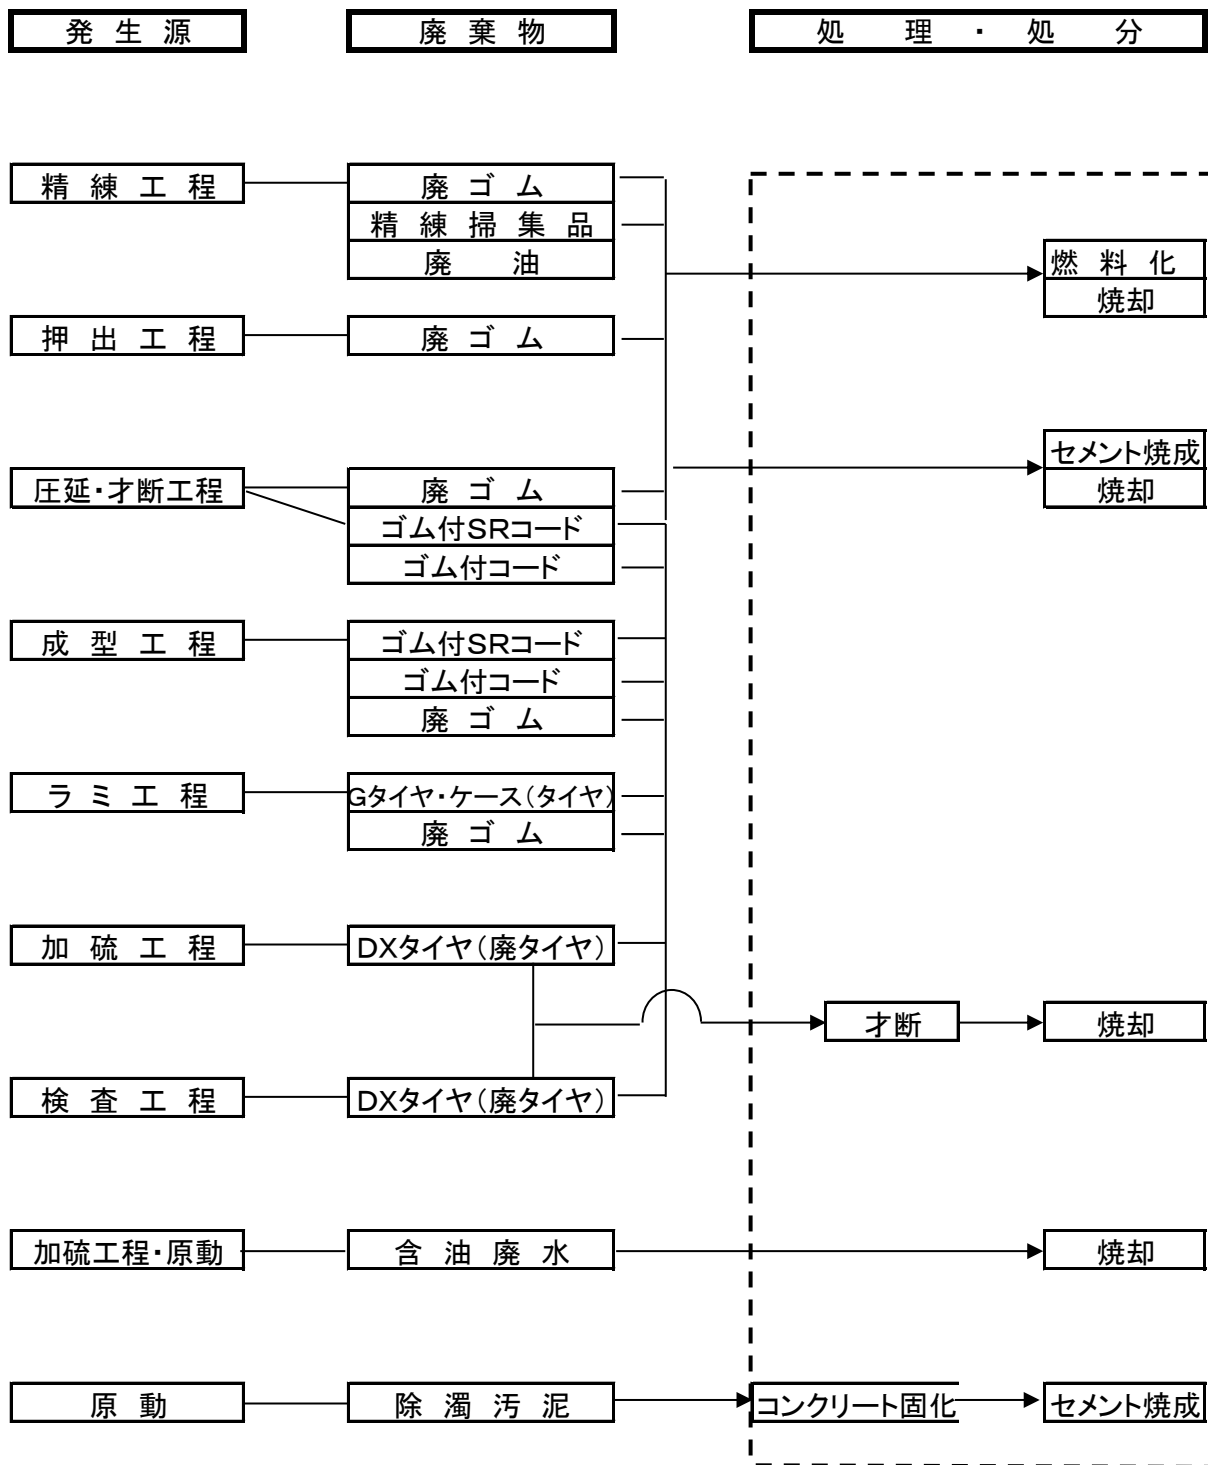 発生源 廃棄物 処理・処分
精練工程 廃ゴム
精練掃集品
廃油 燃料化
焼却
押出工程 廃ゴム
セメント焼成
圧延・才断工程 廃ゴム 焼却
ゴム付SRコード
ゴム付コード
成型工程 ゴム付SRコード
ゴム付コード
廃ゴム
ラミ工程 Gタイヤ・ケース(タイヤ)
廃ゴム
加硫工程 DXタイヤ(廃タイヤ)
才断 焼却
検査工程 DXタイヤ(廃タイヤ)
加硫工程・原動 含油廃水 焼却
原動 除濁汚泥 コンクリート固化 セメント焼成